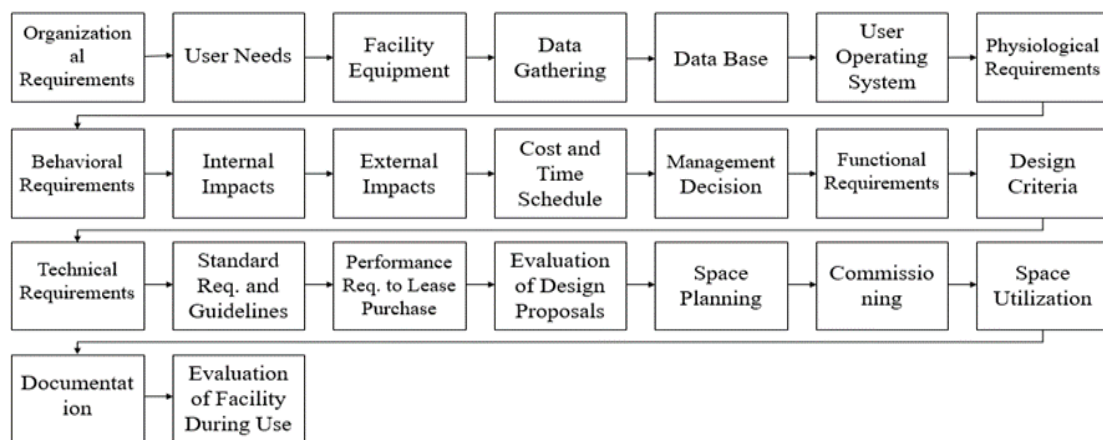 Organization
al
Requirements
User Needs
Facility
Equipment
Data
Gathering
Data Base
User
Operating
System
Physiological
Requirements
Behavioral
Requirements
Internal
Impacts
External
Impacts
Cost and
Time
Schedule
Management
Decision
Functional
Requirements
Design
Criteria
Technical
Requirements
Standard
Req. and
Guidelines
Performance
Req. to Lease
Purchase
Evaluation
of Design
Proposals
Space
Planning
Commissio
ning
Space
Utilization
Documentat
ion
Evaluation
of Facility
During Use